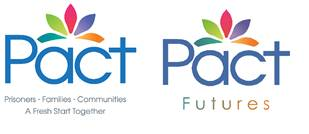 Pact
Prisoners - Families - Communities
A Fresh Start Together
Pact
Futures